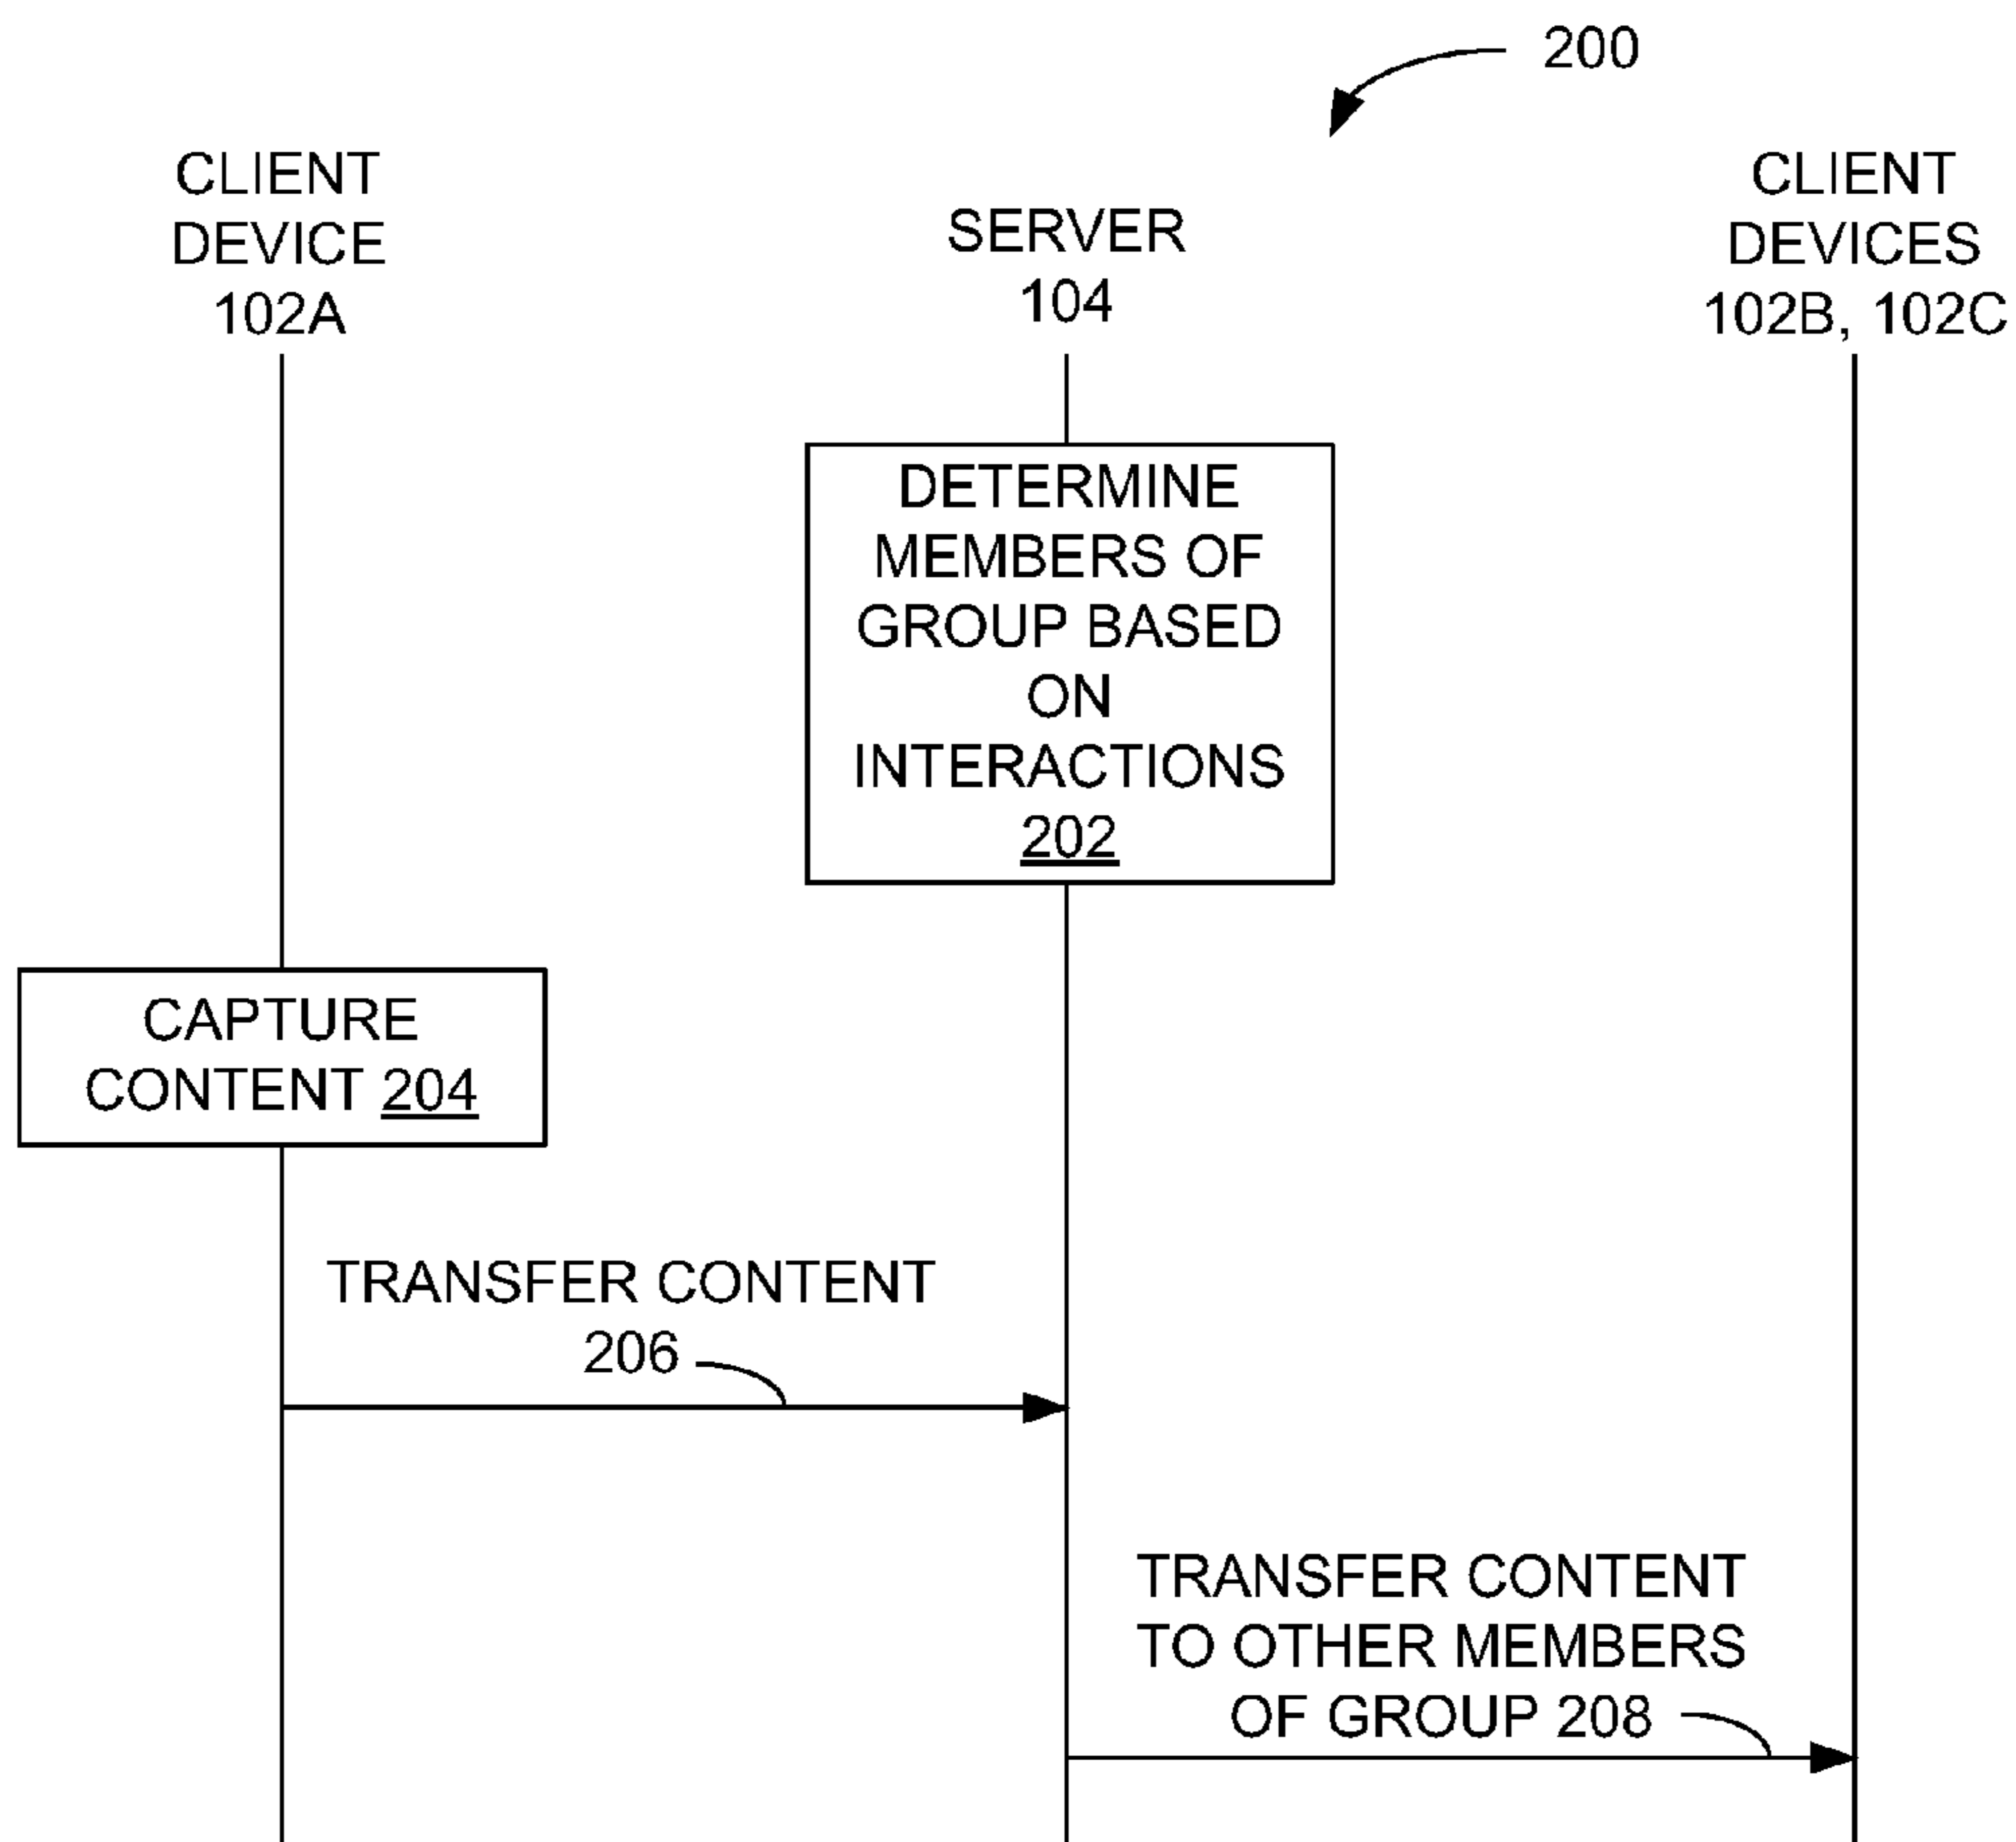 200
CLIENT
DEVICE
102A
SERVER
104
CLIENT
DEVICES
102B, 102C
DETERMINE
MEMBERS OF
GROUP BASED
ON
INTERACTIONS
202
CAPTURE
CONTENT 204
TRANSFER CONTENT
206
TRANSFER CONTENT
TO OTHER MEMBERS
OF GROUP 208